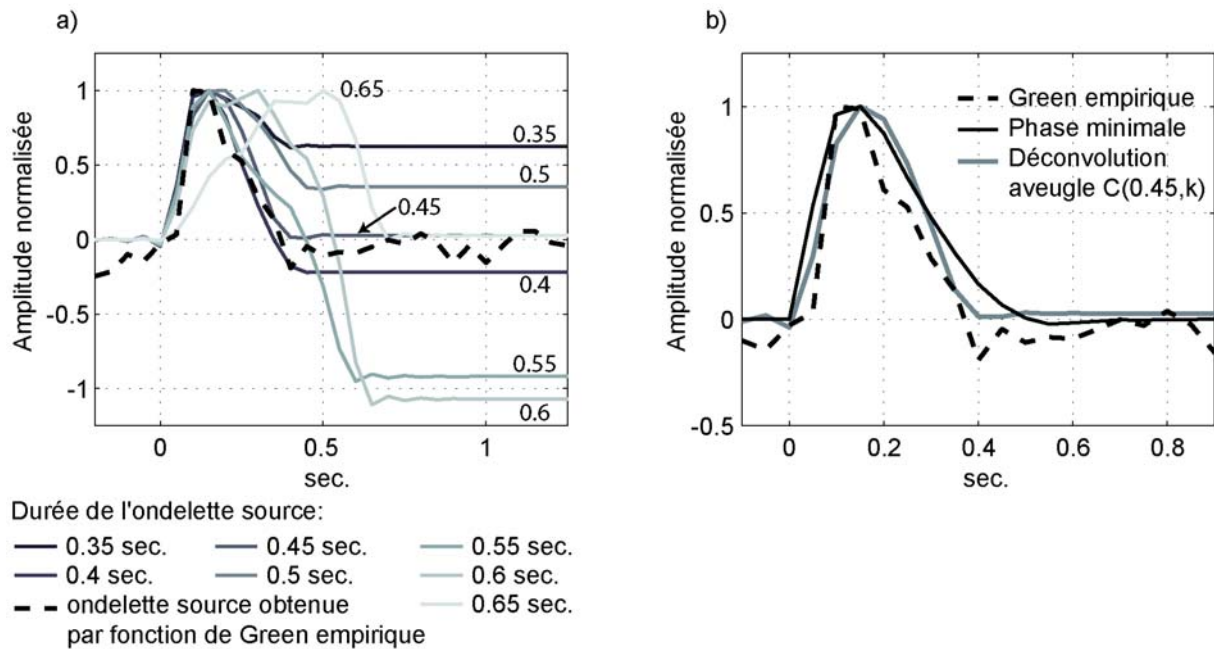 a)
Amplitude normalisée
1
0.5
0
-0.5
-1
0.65
0.35
0.5
0.45
0.4
0.55
0.6
0
0.5
1
sec.
Durée de l'ondelette source:
0.35 sec.
0.45 sec.
0.55 sec.
0.4 sec.
0.5 sec.
0.6 sec.
ondelette source obtenue
par fonction de Green empirique
0.65 sec.
b)
Amplitude normalisée
1
0.5
0
-0.5
Green empirique
Phase minimale
Déconvolution
aveugle C(0.45,k)
0
0.2
0.4
0.6
0.8
sec.